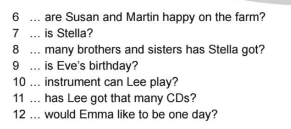 6 ... are Susan and Martin happy on the farm?
7 ... is Stella?
8 ... many brothers and sisters has Stella got?
9 ... is Eve's birthday?
10 ... instrument can Lee play?
11 ... has Lee got that many CDs?
12 ... would Emma like to be one day?